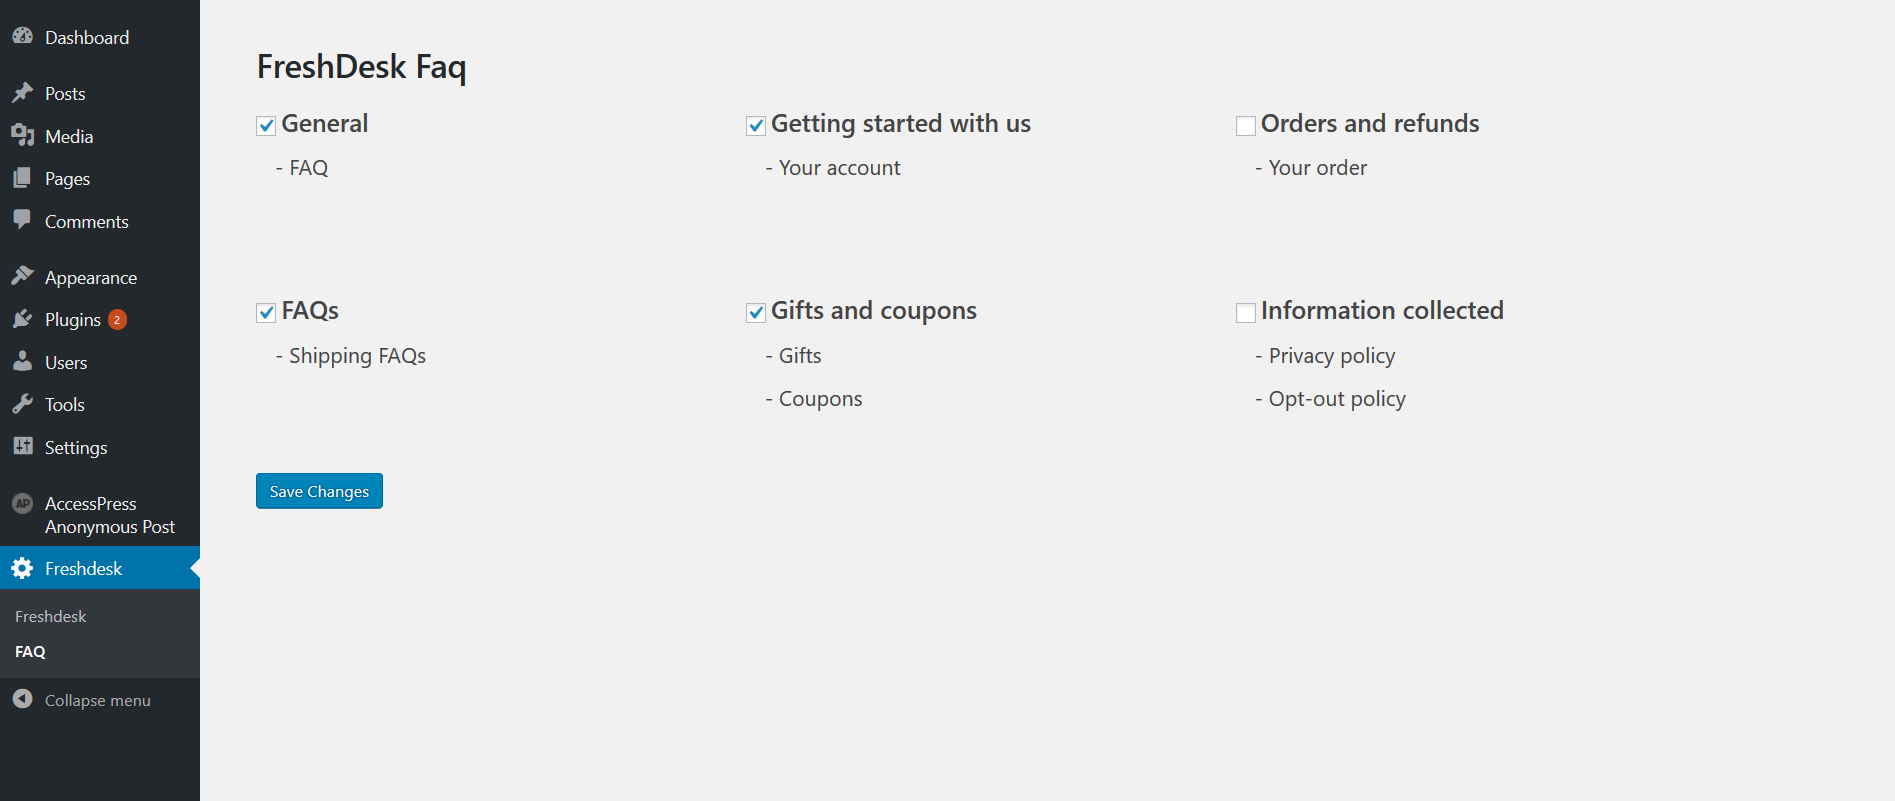 Dashboard
Posts
Media
Pages
Comments
Appearance
Plugins 2
Users
Tools
Settings
AP AccessPress
Anonymous Post
Freshdesk
Freshdesk
FAQ
Collapse menu
FreshDesk Faq
General
- FAQ
Getting started with us
- Your account
Orders and refunds
- Your order
FAQs
- Shipping FAQs
Gifts and coupons
- Gifts
- Coupons
Information collected
- Privacy policy
- Opt-out policy
Save Changes